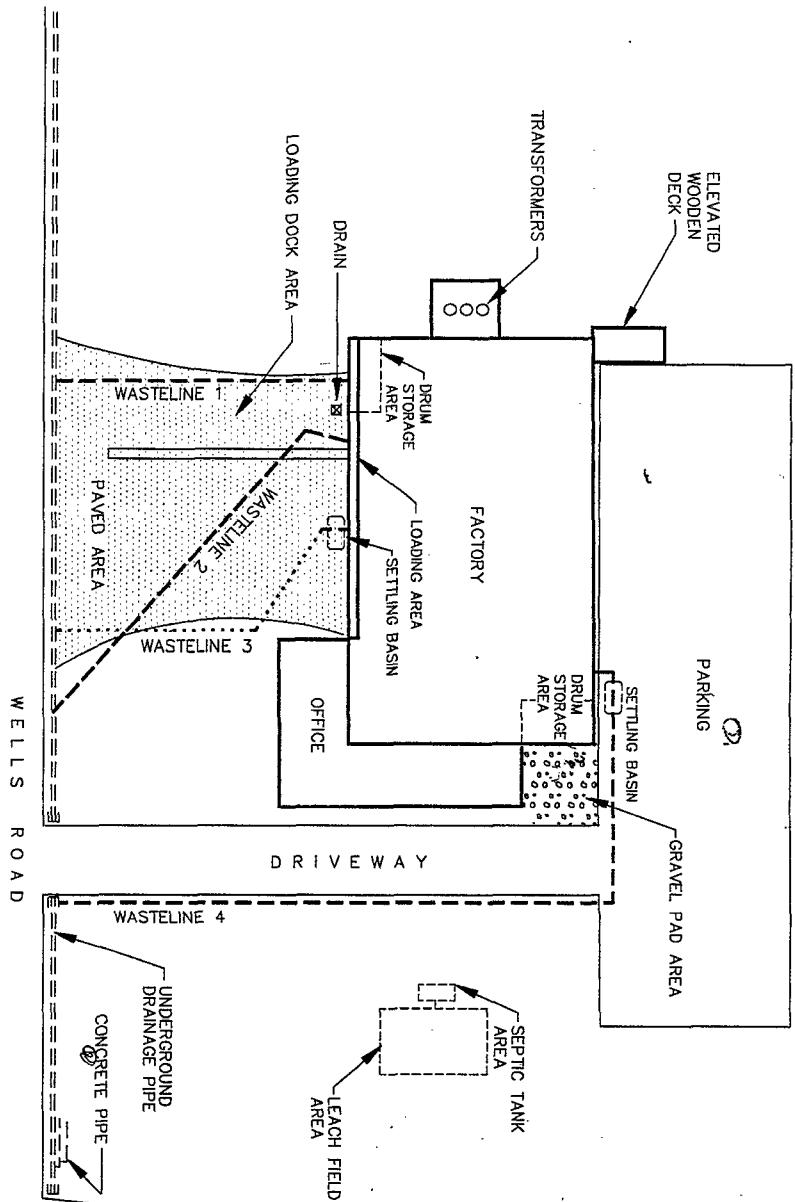 ELEVATED
WOODEN
DECK
TRANSFORMERS
DRAIN
LOADING DOCK AREA
PARKING
FACTORY
DRUM
STORAGE
AREA
LOADING AREA
SETTLING BASIN
WASTELINE 1
WASTELINE 2
WASTELINE 3
PAVED AREA
OFFICE
DRUM
STORAGE
AREA
SETTLING BASIN
GRAVEL PAD AREA
DRIVEWAY
WELLS ROAD
WASTELINE 4
SEPTIC TANK
AREA
LEACH FIELD
AREA
UNDERGROUND
DRAINAGE PIPE
CONCRETE PIPE